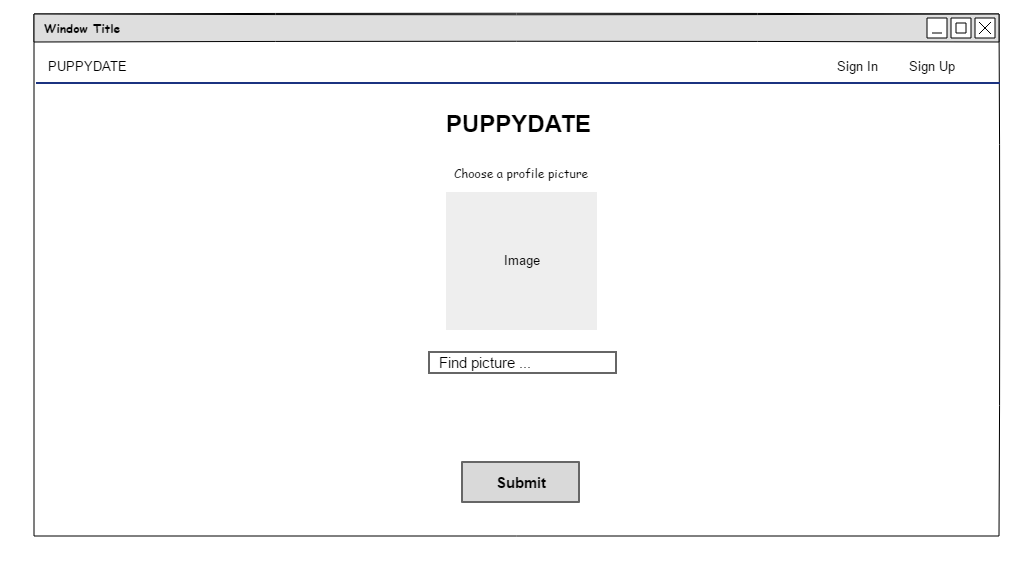 Window Title
PUPPYDATE Sign In Sign Up
PUPPYDATE
Choose a profile picture
Image
Find picture ...
Submit